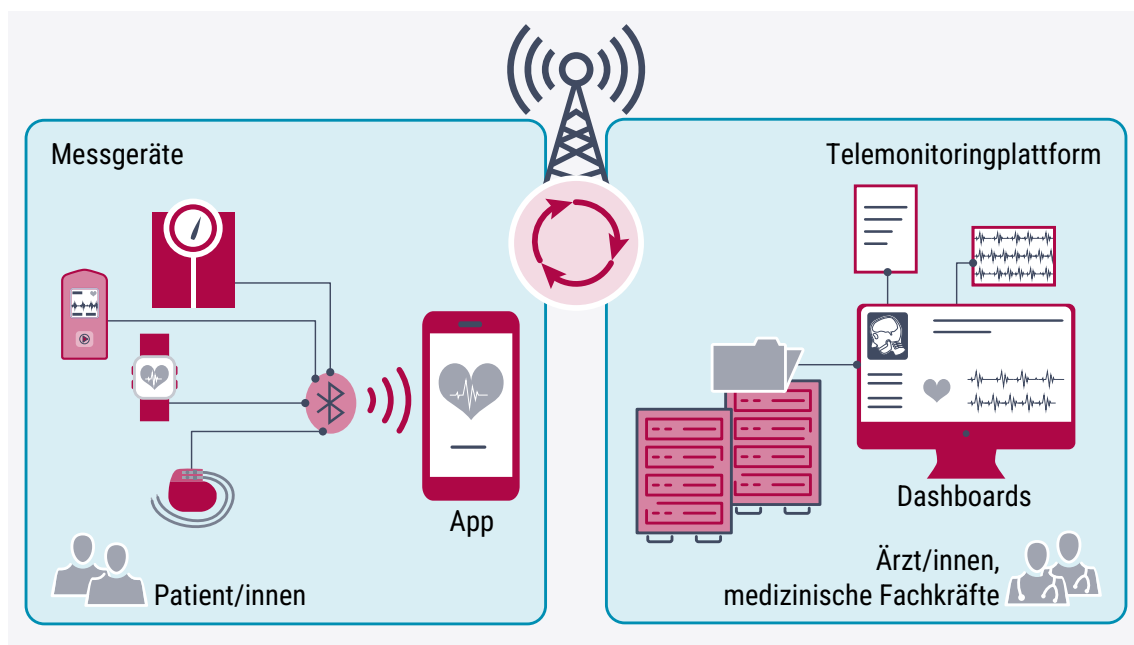 Messgeräte
Telemonitoringplattform
App
Dashboards
Patient/innen
Ärzt/innen,
medizinische Fachkräfte